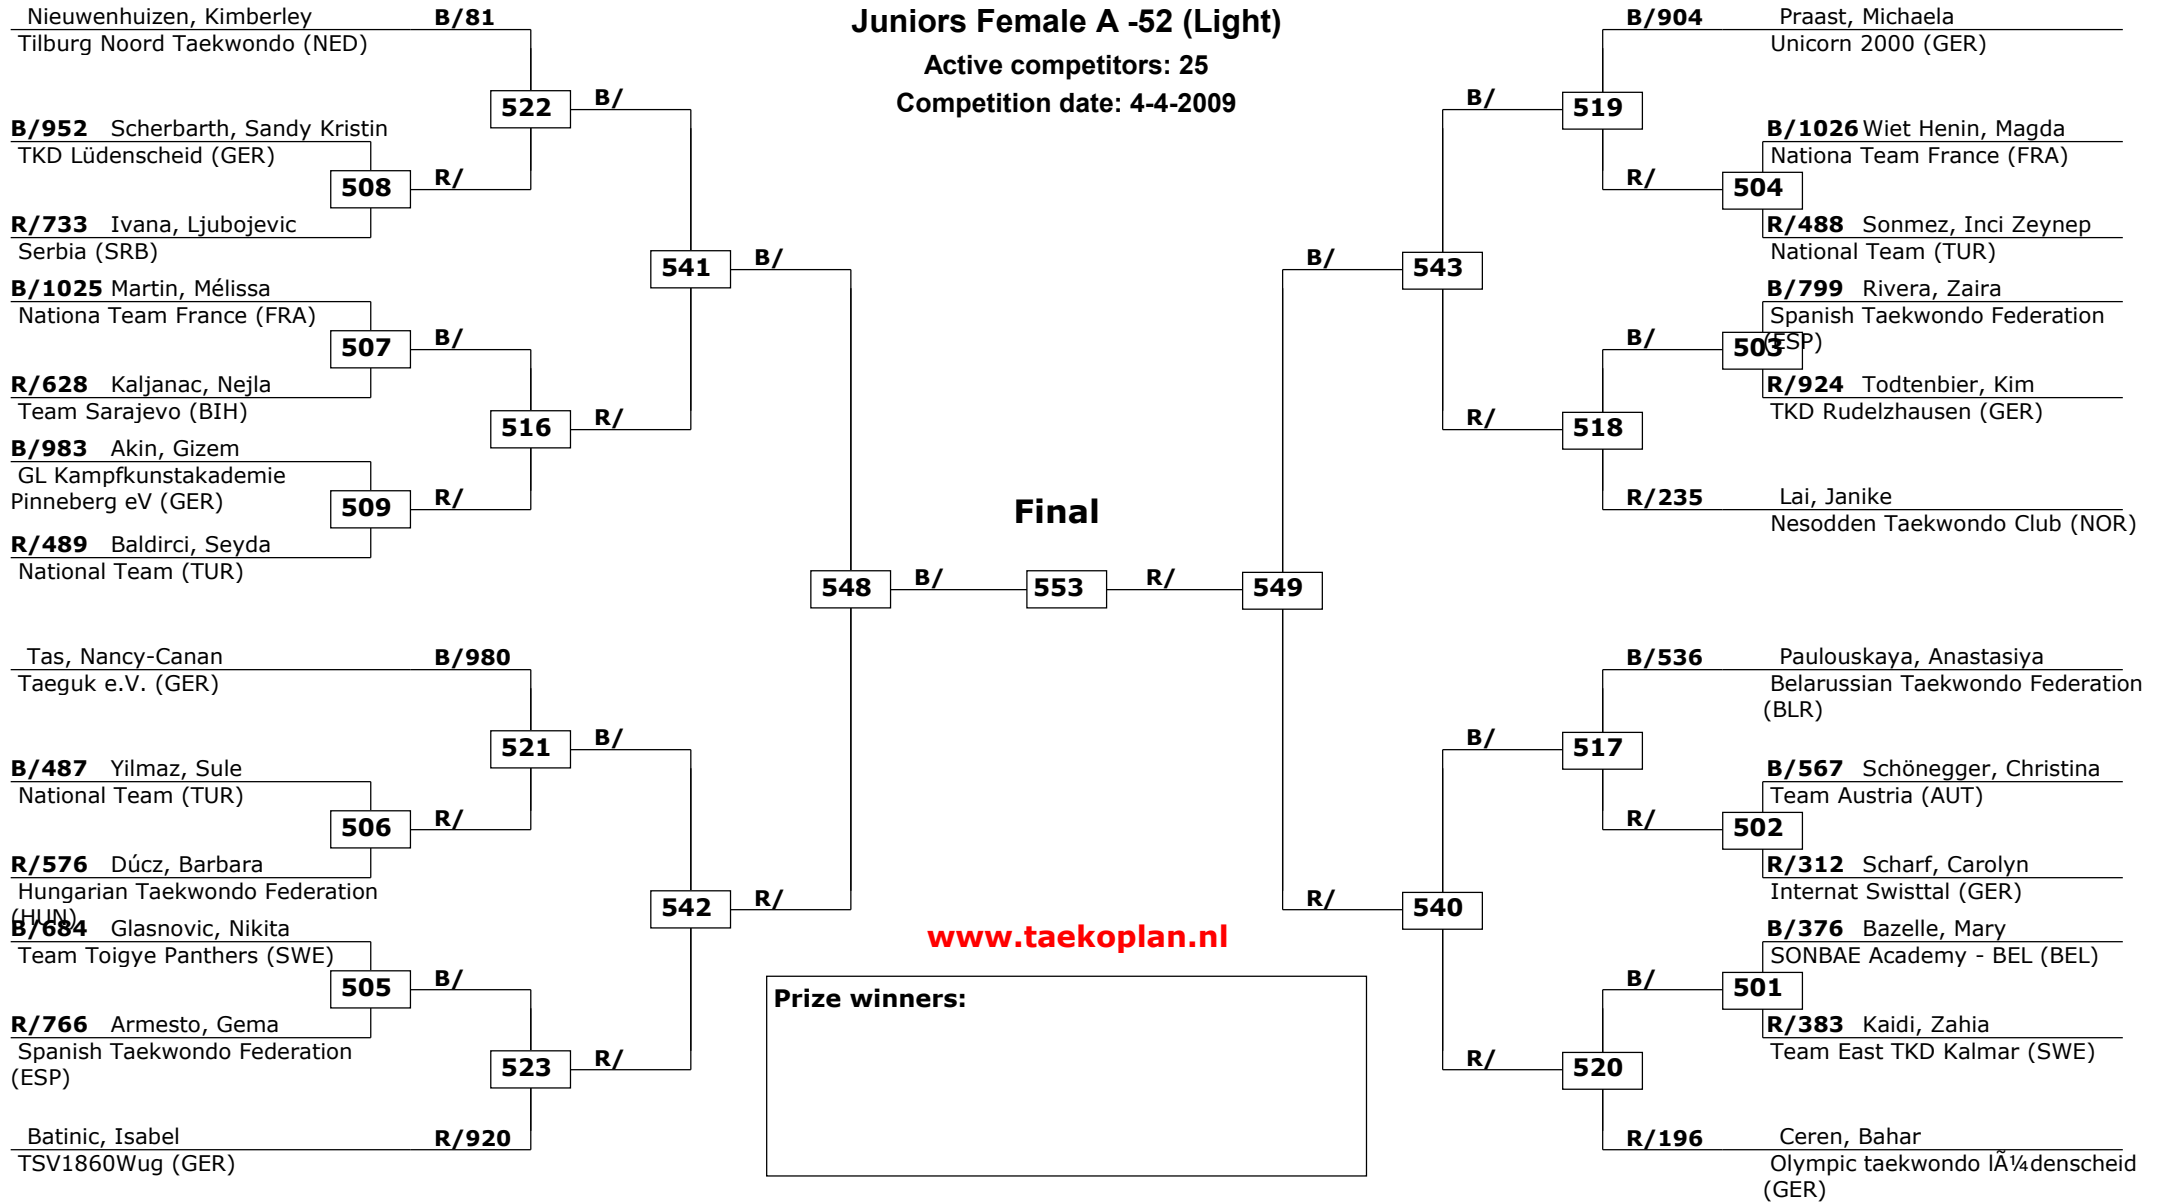 Juniors Female A -52 (Light)
Active competitors: 25
Competition date: 4-4-2009
Nieuwenhuizen, Kimberley B/81
Tilburg Noord Taekwondo (NED)
522 B/
B/952 Scherbarth, Sandy Kristin
TKD Lüdenscheid (GER)
508 R/
R/733 Ivana, Ljubojevic
Serbia (SRB)
541 B/
B/1025 Martin, Mélissa
Nationa Team France (FRA)
507 B/
R/628 Kaljanac, Nejla
Team Sarajevo (BIH)
516 R/
B/983 Akin, Gizem
GL Kampfkunstakademie
Pinneberg eV (GER)
509 R/
R/489 Baldirci, Seyda
National Team (TUR)
Tas, Nancy-Canan B/980
Taeguk e.V. (GER)
521 B/
B/487 Yilmaz, Sule
National Team (TUR)
506 R/
R/576 Dúcz, Barbara
Hungarian Taekwondo Federation
(HUN)
542 R/
B/684 Glasnovic, Nikita
Team Toigye Panthers (SWE)
505 B/
R/766 Armesto, Gema
Spanish Taekwondo Federation
(ESP)
523 R/
Batinic, Isabel R/920
TSV1860Wug (GER)
Final
548 B/ 553 R/ 549
www.taekoplan.nl
Prize winners:
B/904 Praast, Michaela
Unicorn 2000 (GER)
B/ 519
B/1026 Wiet Henin, Magda
Nationa Team France (FRA)
R/ 504
R/488 Sonmez, Inci Zeynep
National Team (TUR)
B/ 543
B/799 Rivera, Zaira
Spanish Taekwondo Federation
(ESP)
B/ 503
R/924 Todtenbier, Kim
TKD Rudelzhausen (GER)
R/ 518
R/235 Lai, Janike
Nesodden Taekwondo Club (NOR)
B/536 Paulouskaya, Anastasiya
Belarussian Taekwondo Federation
(BLR)
B/ 517
B/567 Schönegger, Christina
Team Austria (AUT)
R/ 502
R/312 Scharf, Carolyn
Internat Swisttal (GER)
R/ 540
B/376 Bazelle, Mary
SONBAE Academy - BEL (BEL)
B/ 501
R/383 Kaidi, Zahia
Team East TKD Kalmar (SWE)
R/ 520
R/196 Ceren, Bahar
Olympic taekwondo lÃ¼denscheid
(GER)